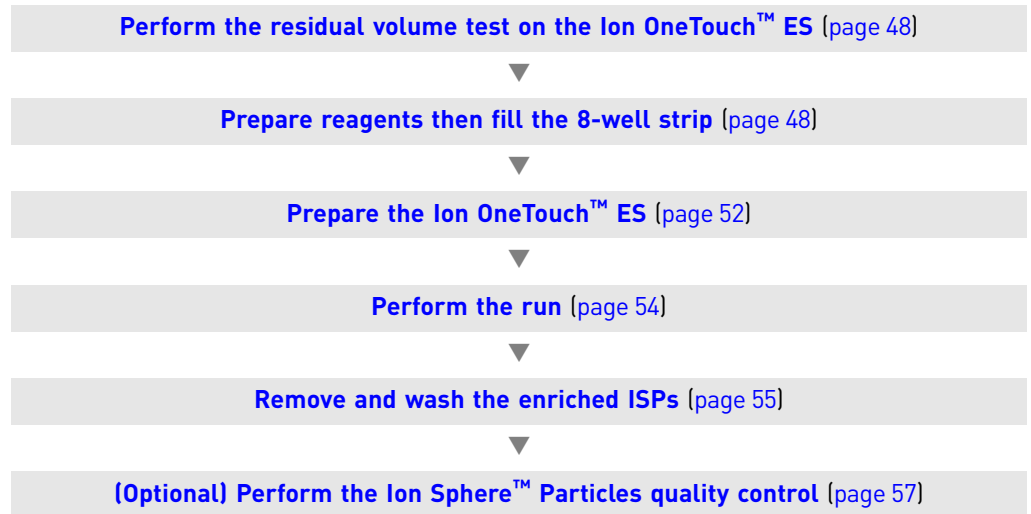 Perform the residual volume test on the Ion OneTouch™ ES (page 48)
Prepare reagents then fill the 8-well strip (page 48)
Prepare the Ion OneTouch™ ES (page 52)
Perform the run (page 54)
Remove and wash the enriched ISPs (page 55)
(Optional) Perform the Ion Sphere™ Particles quality control (page 57)